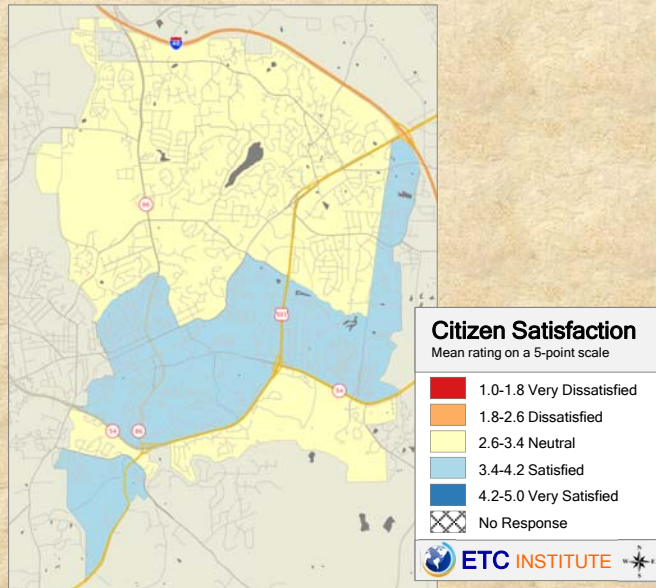 40
86
501
54
54
86
Citizen Satisfaction
Mean rating on a 5-point scale
1.0-1.8 Very Dissatisfied
1.8-2.6 Dissatisfied
2.6-3.4 Neutral
3.4-4.2 Satisfied
4.2-5.0 Very Satisfied
No Response
ETC INSTITUTE
N
W E
S